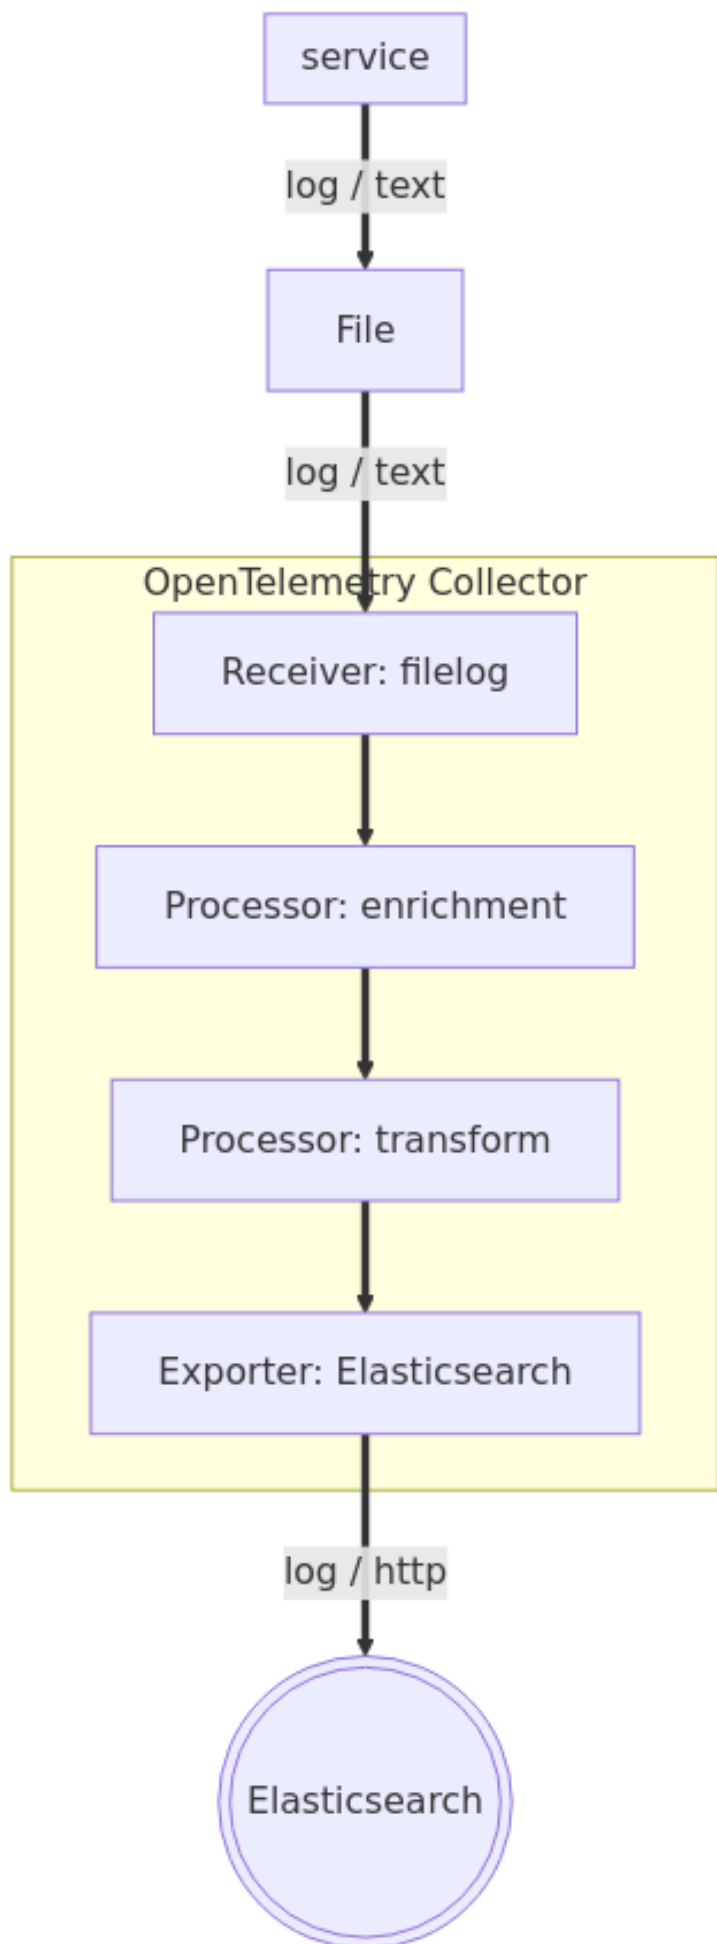 service
log / text
File
log / text
OpenTelemetry Collector
Receiver: filelog
Processor: enrichment
Processor: transform
Exporter: Elasticsearch
log / http
Elasticsearch